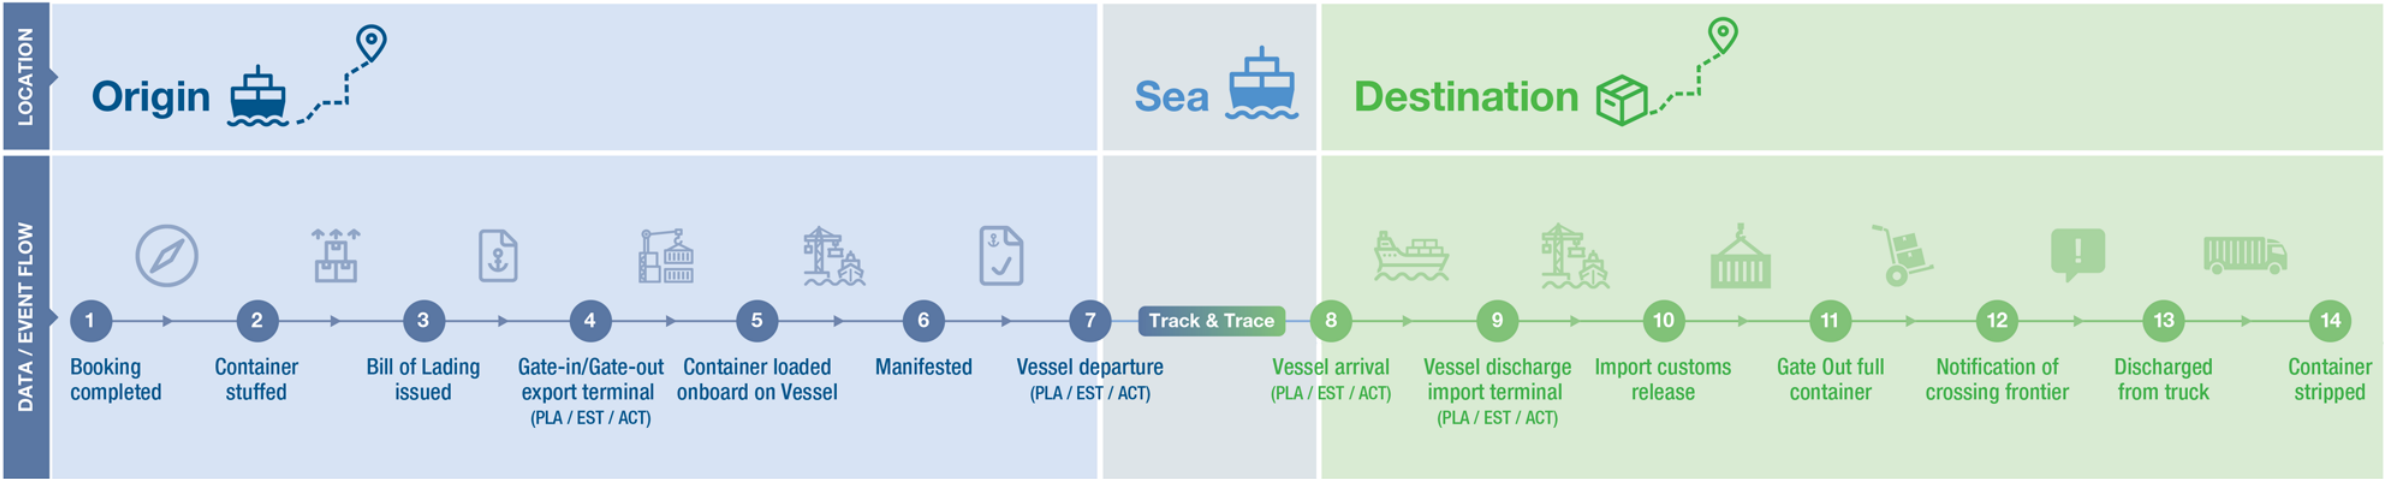 LOCATION
Origin
Sea
Destination
DATA / EVENT FLOW
1
Booking
completed
2
Container
stuffed
3
Bill of Lading
issued
4
Gate-in/Gate-out
export terminal
(PLA / EST / ACT)
5
Container loaded
onboard on Vessel
6
Manifested
7
Vessel departure
(PLA / EST / ACT)
Track & Trace
8
Vessel arrival
(PLA / EST / ACT)
9
Vessel discharge
import terminal
(PLA / EST / ACT)
10
Import customs
release
11
Gate Out full
container
12
Notification of
crossing frontier
13
Discharged
from truck
14
Container
stripped